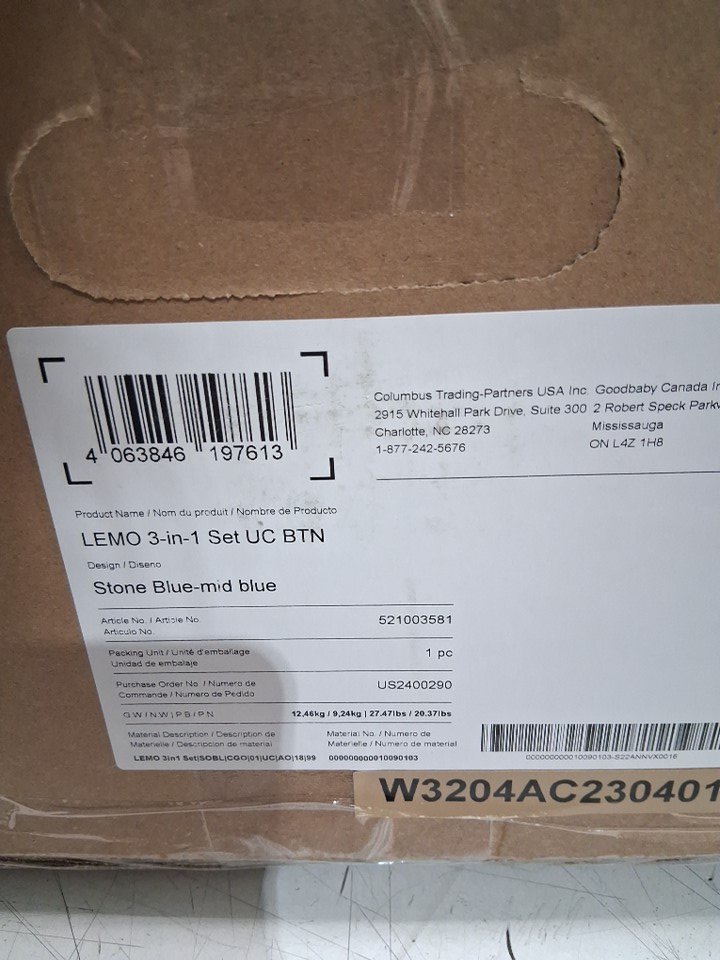 4 063846 197613
Columbus Trading-Partners USA Inc.
2915 Whitehall Park Drive, Suite 300
Charlotte, NC 28273
1-877-242-5676
Goodbaby Canada
2 Robert Speck
Mississauga
ON L4Z 1H8
Product Name / Nom du produit / Nombre de Producto
LEMO 3-in-1 Set UC BTN
Design / Diseno
Stone Blue-mid blue
Article No. / Article No.
Articulo No.
521003581
Packing Unit / Unité d'emballage
Unidad de embalaje
1 pc
Purchase Order No. / Numero de
Commande / Numero de Pedido
US2400290
GW/NW|PB/PN
12,46kg / 9,24kg | 27.47lbs / 20.37lbs
Material Description / Description de
Materielle / Descripcion de material
LEMO 3in1 Set|SOBL|CGO|01|UC|AO|18|99
Material No. / Numero de
Materielle / Numero de material
000000000010090103
000000000010090103-S22ANNVX0016
W3204AC230401